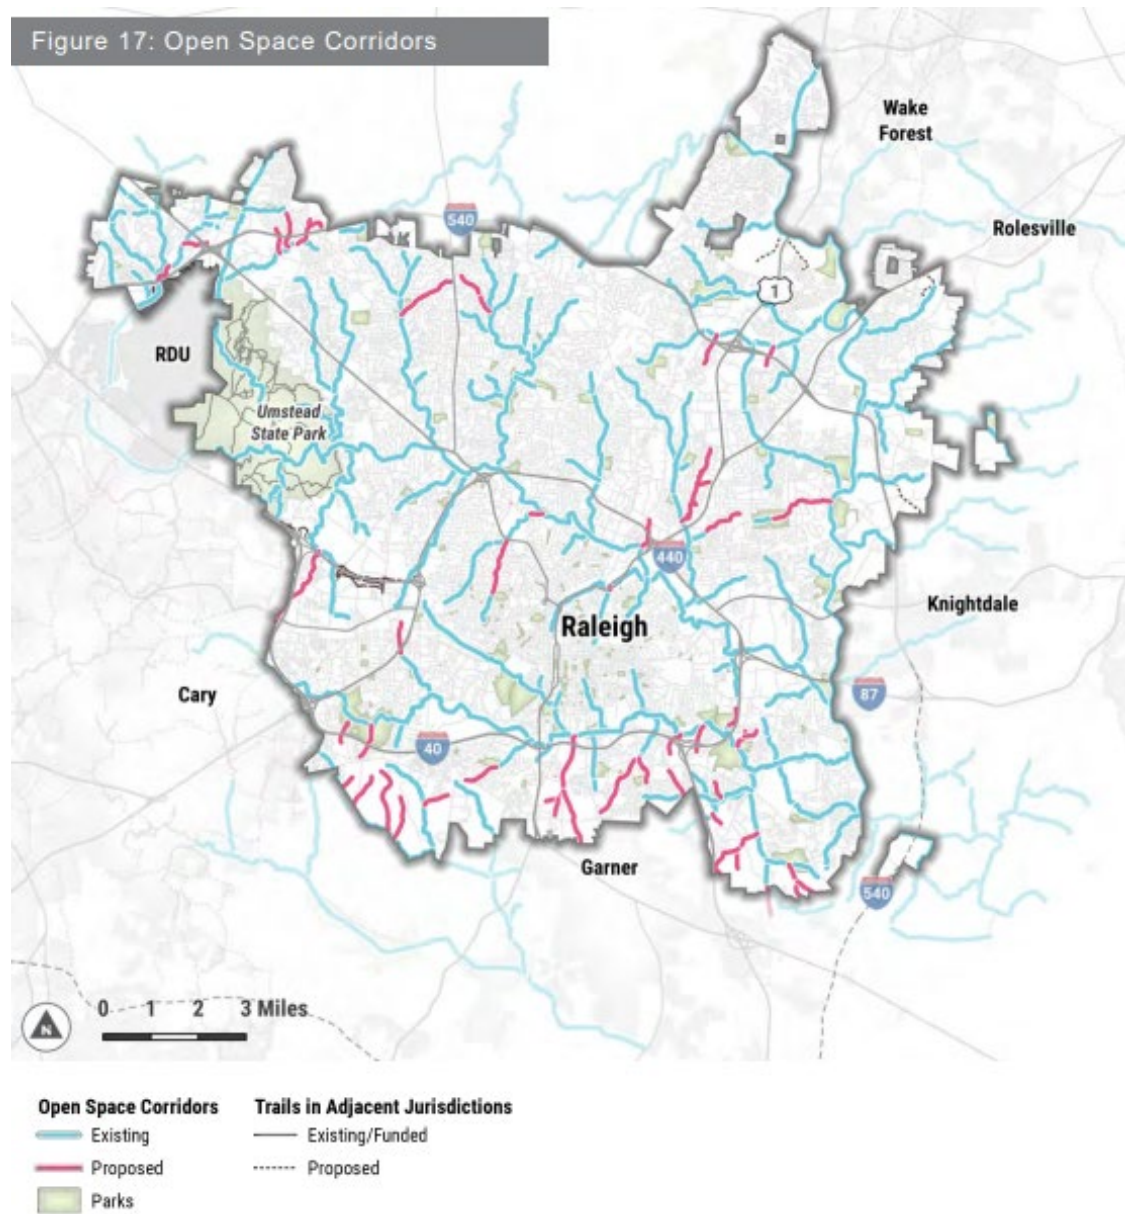 Figure 17: Open Space Corridors
Wake
Forest
540
Rolesville
1
RDU
Umstead
State Park
440
Raleigh
Knightdale
Cary
87
40
Garner
540
0 1 2 3 Miles
N
Open Space Corridors
Existing
Proposed
Parks
Trails in Adjacent Jurisdictions
Existing/Funded
Proposed